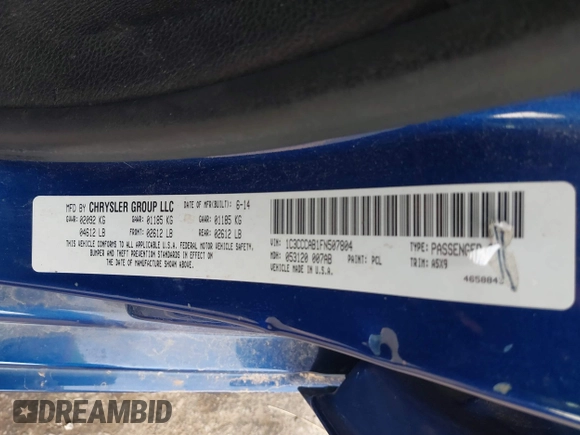 MFD BY CHRYSLER GROUP LLC DATE OF MFR(BUILT): 6-14
GVWR: 02092 KG GAWR: 01185 KG GAWR: 01185 KG
04612 LB FRONT: 02612 LB REAR: 02612 LB
THIS VEHICLE CONFORMS TO ALL APPLICABLE U.S.A. FEDERAL MOTOR VEHICLE SAFETY,
BUMPER AND THEFT PREVENTION STANDARDS IN EFFECT ON
THE DATE OF MANUFACTURE SHOWN ABOVE.
VIN: 1C3CCCAB1FN507804 TYPE: PASSENGER
MDH: 053120 007AB PAINT: PCL TRIM: A5X9
VEHICLE MADE IN U.S.A.
DREAMBID